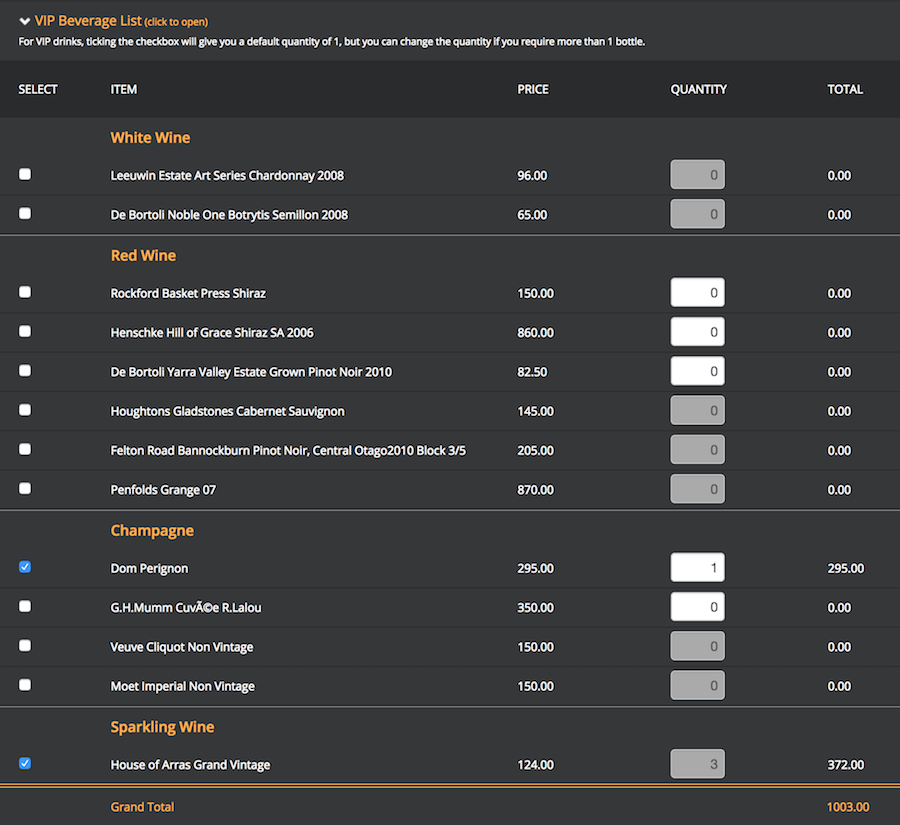 VIP Beverage List (click to open)
For VIP drinks, ticking the checkbox will give you a default quantity of 1, but you can change the quantity if you require more than 1 bottle.
SELECT ITEM PRICE QUANTITY TOTAL
White Wine
Leeuwin Estate Art Series Chardonnay 2008 96.00 0 0.00
De Bortoli Noble One Botrytis Semillon 2008 65.00 0 0.00
Red Wine
Rockford Basket Press Shiraz 150.00 0 0.00
Henschke Hill of Grace Shiraz SA 2006 860.00 0 0.00
De Bortoli Yarra Valley Estate Grown Pinot Noir 2010 82.50 0 0.00
Houghtons Gladstones Cabernet Sauvignon 145.00 0 0.00
Felton Road Bannockburn Pinot Noir, Central Otago2010 Block 3/5 205.00 0 0.00
Penfolds Grange 07 870.00 0 0.00
Champagne
Dom Perignon 295.00 1 295.00
G.H.Mumm CuvÃ©e R.Lalou 350.00 0 0.00
Veuve Cliquot Non Vintage 150.00 0 0.00
Moet Imperial Non Vintage 150.00 0 0.00
Sparkling Wine
House of Arras Grand Vintage 124.00 3 372.00
Grand Total 1003.00